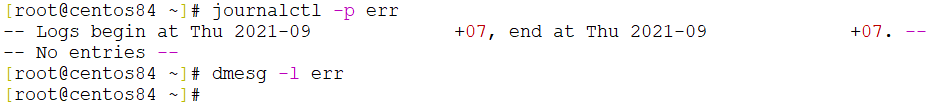 [root@centos84 ~]# journalctl -p err
-- Logs begin at Thu 2021-09 +07, end at Thu 2021-09 +07. --
-- No entries --
[root@centos84 ~]# dmesg -l err
[root@centos84 ~]#